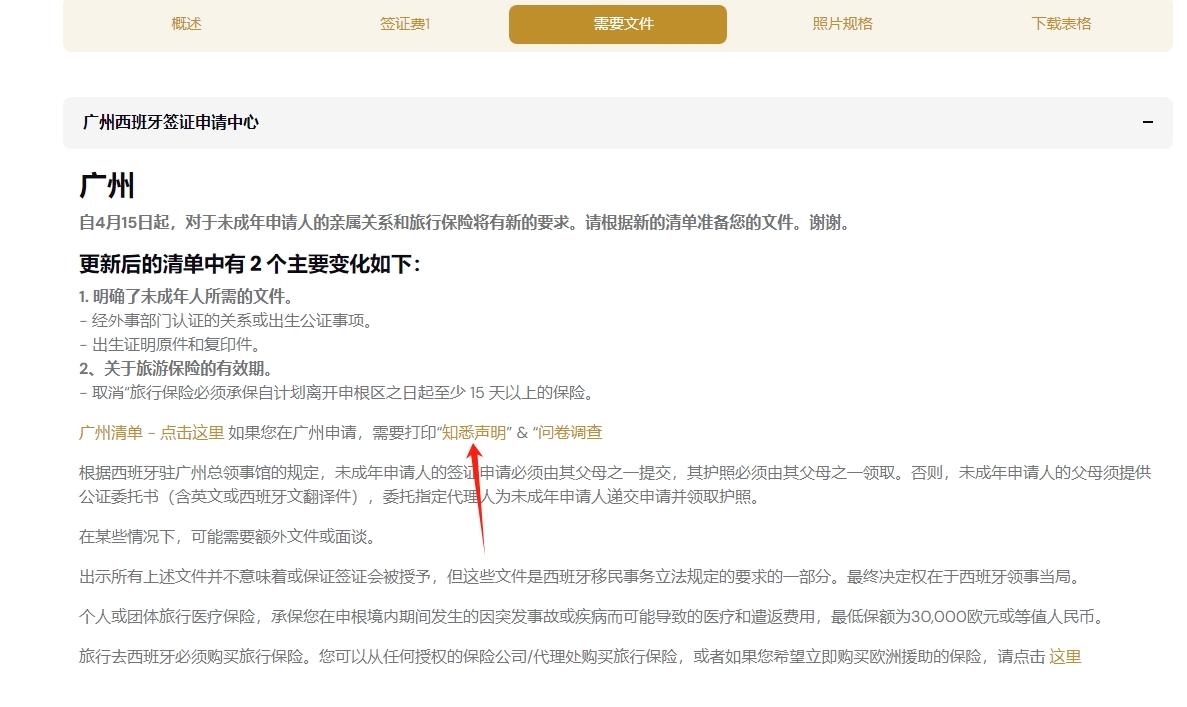 概述
签证费1
需要文件
照片规格
下载表格
广州西班牙签证申请中心
广州
自4月15日起，对于未成年申请人的亲属关系和旅行保险将有新的要求。请根据新的清单准备您的文件。谢谢。
更新后的清单中有 2 个主要变化如下：
1. 明确了未成年人所需的文件。
- 经外事部门认证的关系或出生公证事项。
- 出生证明原件和复印件。
2、关于旅游保险的有效期。
- 取消“旅行保险必须承保自计划离开申根区之日起至少 15 天以上的保险。
广州清单 - 点击这里 如果您在广州申请，需要打印“知悉声明” & “问卷调查
根据西班牙驻广州总领事馆的规定，未成年申请人的签证申请必须由其父母之一提交，其护照必须由其父母之一领取。否则，未成年申请人的父母须提供
公证委托书（含英文或西班牙文翻译件），委托指定代理人为未成年申请人递交申请并领取护照。
在某些情况下，可能需要额外文件或面谈。
出示所有上述文件并不意味着或保证签证会被授予，但这些文件是西班牙移民事务立法规定的要求的一部分。最终决定权在于西班牙领事当局。
个人或团体旅行医疗保险，承保您在申根境内期间发生的因突发事故或疾病而可能导致的医疗和遣返费用，最低保额为30,000欧元或等值人民币。
旅行去西班牙必须购买旅行保险。您可以从任何授权的保险公司/代理处购买旅行保险，或者如果您希望立即购买欧洲援助的保险，请点击 这里